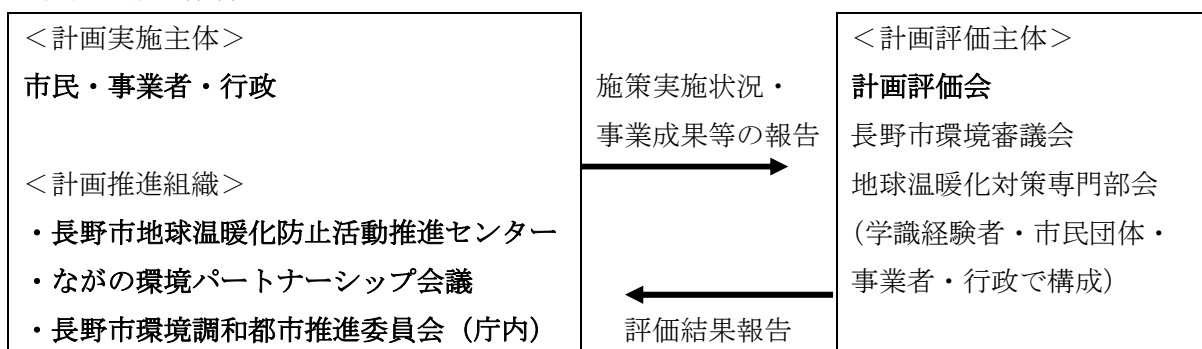 ＜計画実施主体＞
市民・事業者・行政
＜計画推進組織＞
・長野市地球温暖化防止活動推進センター
・ながの環境パートナーシップ会議
・長野市環境調和都市推進委員会（庁内）
施策実施状況・
事業成果等の報告
評価結果報告
＜計画評価主体＞
計画評価会
長野市環境審議会
地球温暖化対策専門部会
（学識経験者・市民団体・
事業者・行政で構成）